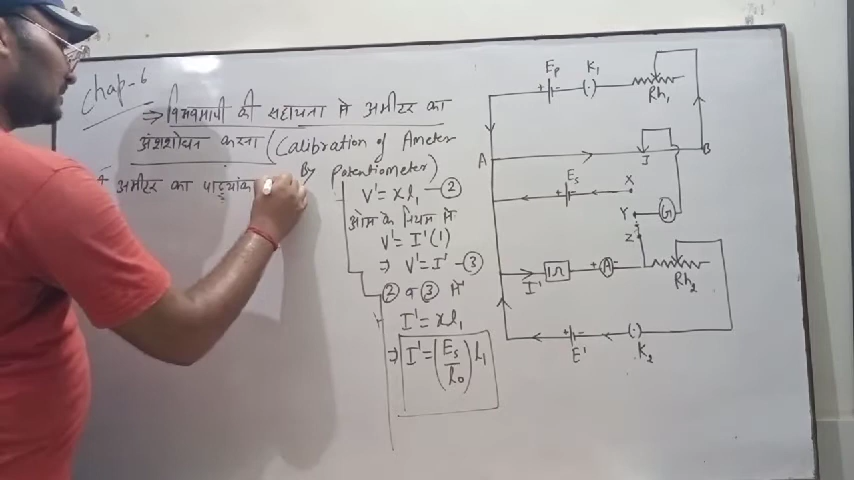 Chap-6
⇒ विभवमापी की सहायता से अमीटर का
अंशशोधन करना (Calibration of Ameter
By Potentiometer)
अमीटर का पाठ्यांक
V' = xl₁ — ②
ओम के नियम से
V' = I'(1)
⇒ V' = I' — ③
② व ③ से
I' = xl₁
⇒ I' = (Es/l₀) l₁
Ep
K₁
Rh₁
A
J
B
Es
X
Y
G
Z
I'
1Ω
+A-
Rh₂
E'
K₂